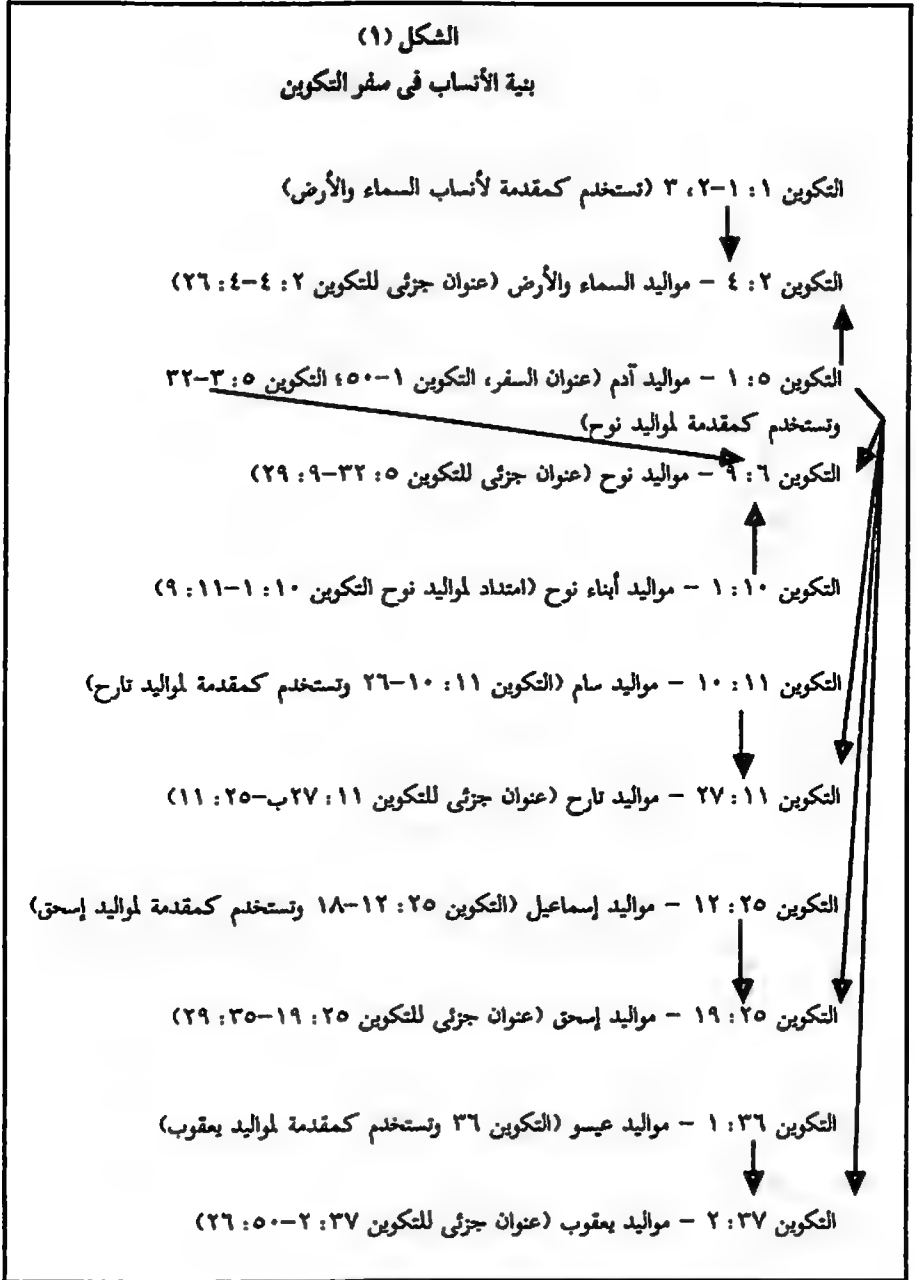 الشكل (١)
بنية الأنساب في سفر التكوين
التكوين ١ : ١-٢، ٣ (تستخدم كمقدمة لأنساب السماء والأرض)
التكوين ٢ : ٤ – مواليد السماء والأرض (عنوان جزئى للتكوين ٢ : ٤-٤ : ٢٦)
التكوين ٥ : ١ – مواليد آدم (عنوان السفر، التكوين ١-٥٠؛ التكوين ٥ : ٣-٣٢
وتستخدم كمقدمة لمواليد نوح)
التكوين ٦ : ٩ – مواليد نوح (عنوان جزئى للتكوين ٥ : ٣٢-٩ : ٢٩)
التكوين ١٠ : ١ – مواليد أبناء نوح (امتداد لمواليد نوح التكوين ١٠ : ١-١١ : ٩)
التكوين ١١ : ١٠ – مواليد سام (التكوين ١١ : ١٠-٢٦ وتستخدم كمقدمة لمواليد تارح)
التكوين ١١ : ٢٧ – مواليد تارح (عنوان جزئى للتكوين ١١ : ٢٧ب-٢٥ : ١١)
التكوين ٢٥ : ١٢ – مواليد إسماعيل (التكوين ٢٥ : ١٢-١٨ وتستخدم كمقدمة لمواليد إسحق)
التكوين ٢٥ : ١٩ – مواليد إسحق (عنوان جزئى للتكوين ٢٥ : ١٩-٣٥ : ٢٩)
التكوين ٣٦ : ١ – مواليد عيسو (التكوين ٣٦ وتستخدم كمقدمة لمواليد يعقوب)
التكوين ٣٧ : ٢ – مواليد يعقوب (عنوان جزئى للتكوين ٣٧ : ٢-٥٠ : ٢٦)